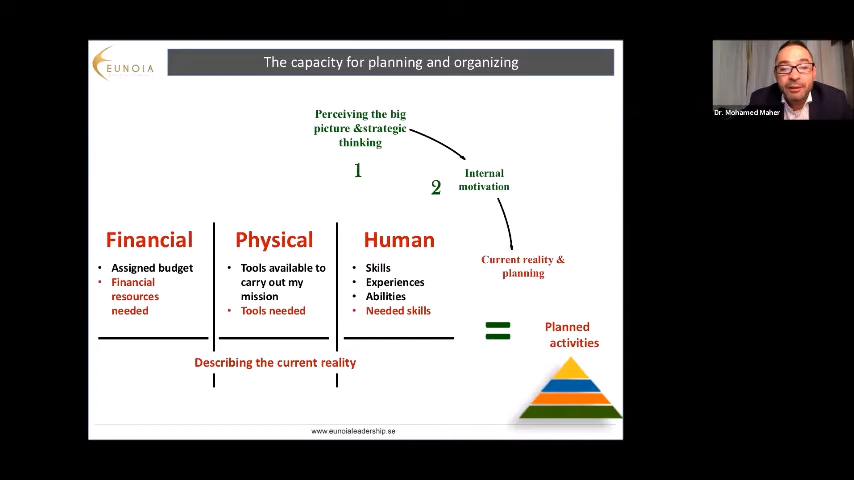 EUNOIA
The capacity for planning and organizing
Dr. Mohamed Maher
Perceiving the big
picture &strategic
thinking
1
2
Internal
motivation
Current reality &
planning
Financial
• Assigned budget
• Financial
resources
needed
Physical
• Tools available to
carry out my
mission
• Tools needed
Human
• Skills
• Experiences
• Abilities
• Needed skills
=
Planned
activities
Describing the current reality
www.eunoialeadership.se